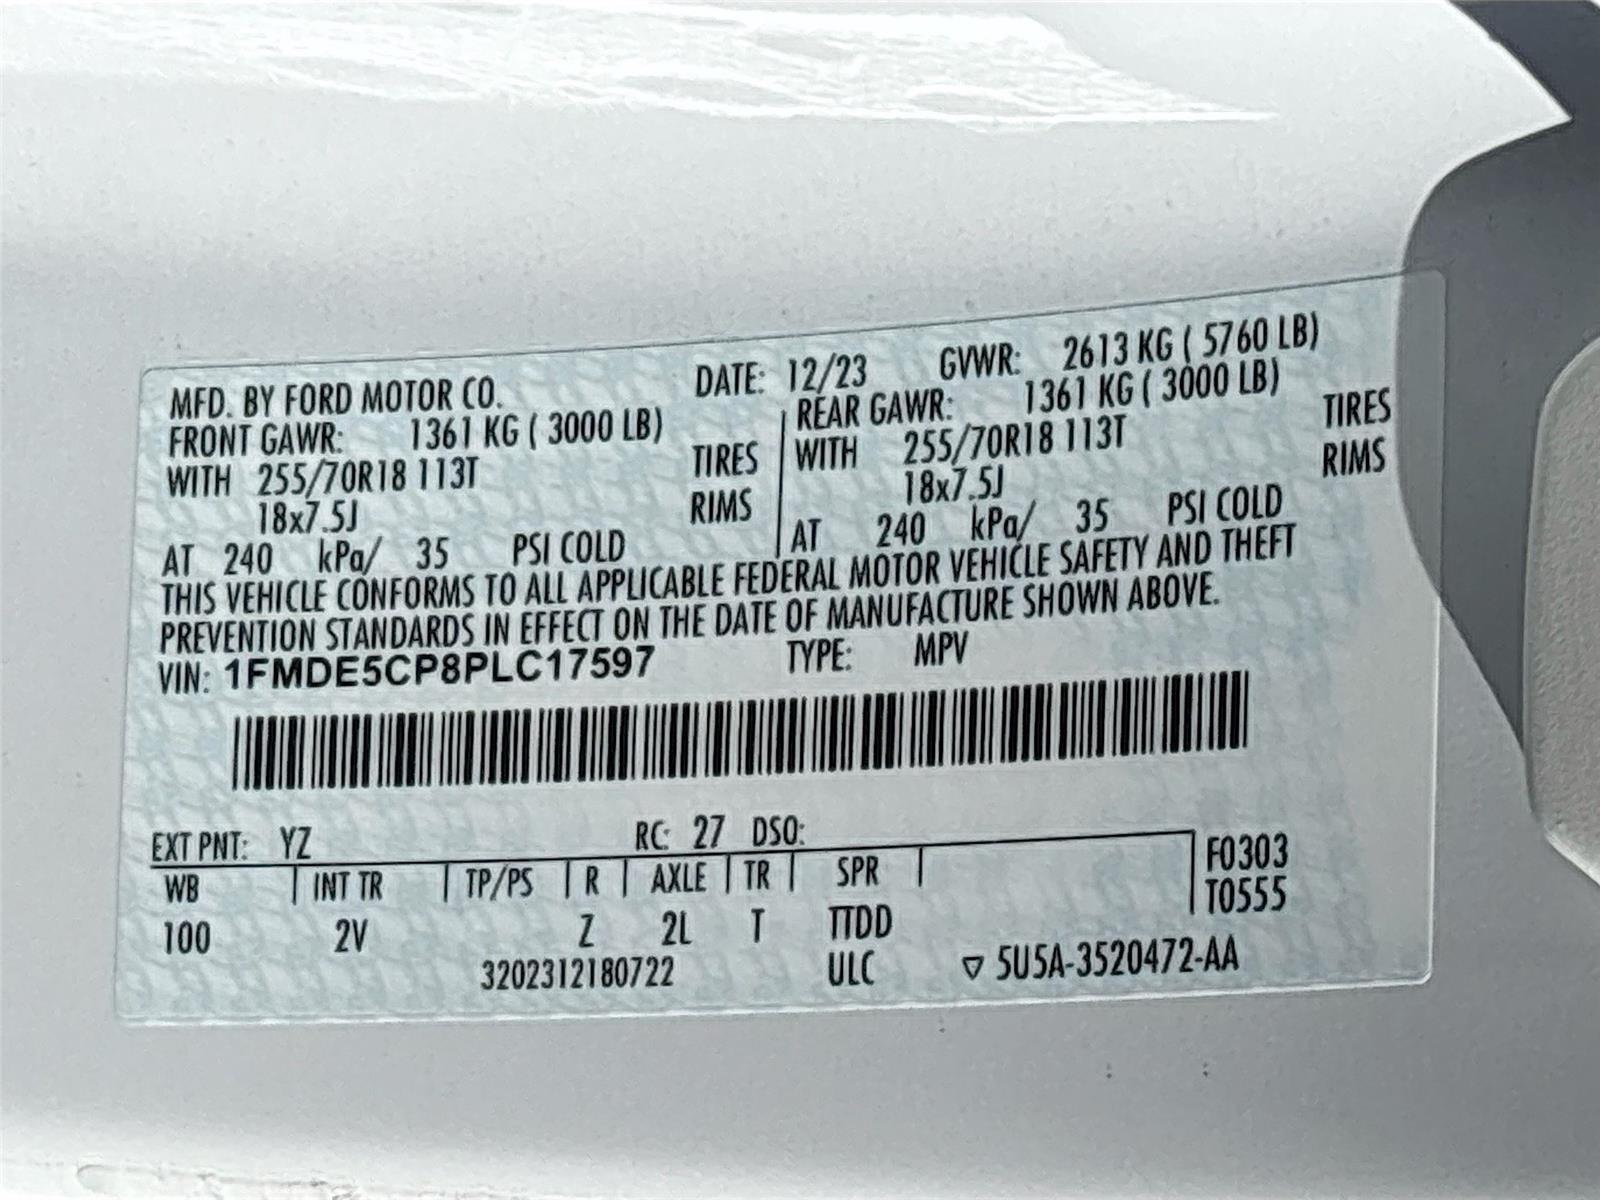 MFD. BY FORD MOTOR CO. DATE: 12/23 GVWR: 2613 KG ( 5760 LB)
FRONT GAWR: 1361 KG ( 3000 LB) REAR GAWR: 1361 KG ( 3000 LB)
WITH 255/70R18 113T TIRES WITH 255/70R18 113T TIRES
18x7.5J RIMS 18x7.5J RIMS
AT 240 kPa/ 35 PSI COLD AT 240 kPa/ 35 PSI COLD
THIS VEHICLE CONFORMS TO ALL APPLICABLE FEDERAL MOTOR VEHICLE SAFETY AND THEFT
PREVENTION STANDARDS IN EFFECT ON THE DATE OF MANUFACTURE SHOWN ABOVE.
VIN: 1FMDE5CP8PLC17597 TYPE: MPV
EXT PNT: YZ RC: 27 DSO:
WB INT TR TP/PS R AXLE TR SPR F0303
100 2V Z 2L T TTDD T0555
3202312180722 ULC ▽ 5U5A-3520472-AA